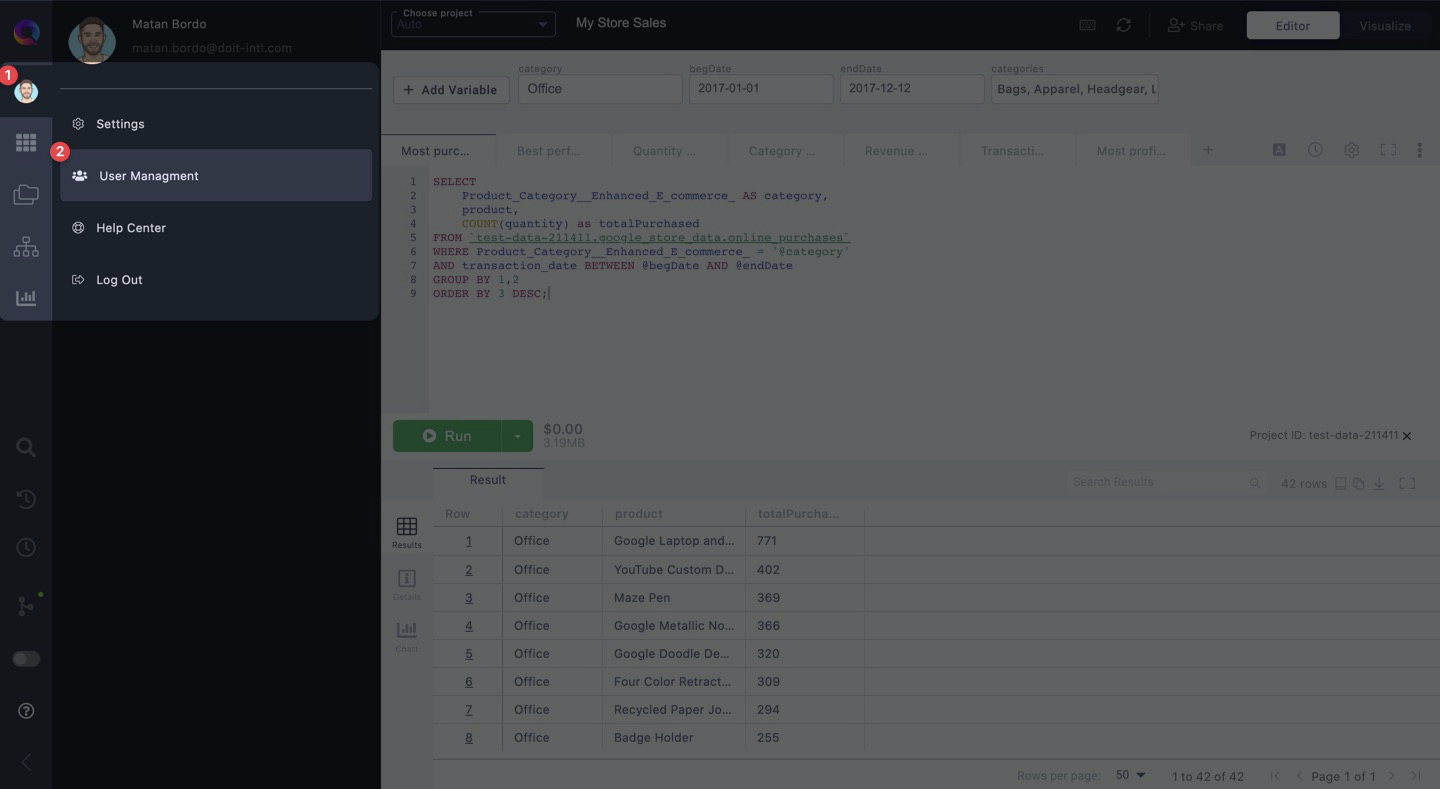 Matan Bordo
matan.bordo@doit-intl.com
1
2
Settings
User Managment
Help Center
Log Out
Choose project
Auto
My Store Sales
Share
Editor
Visualize
+ Add Variable
category
Office
begDate
2017-01-01
endDate
2017-12-12
categories
Bags, Apparel, Headgear, L
Most purc...
Best perf...
Quantity ...
Category ...
Revenue ...
Transacti...
Most profi...
+
A
1 SELECT
2 Product_Category__Enhanced_E_commerce_ AS category,
3 product,
4 COUNT(quantity) as totalPurchased
5 FROM `test-data-211411.google_store_data.online_purchases`
6 WHERE Product_Category__Enhanced_E_commerce_ = '@category'
7 AND transaction_date BETWEEN @begDate AND @endDate
8 GROUP BY 1,2
9 ORDER BY 3 DESC;
Run
$0.00
3.19MB
Project ID: test-data-211411
Result
Search Results
42 rows
Results
Details
Chart
Row category product totalPurcha...
1 Office Google Laptop and... 771
2 Office YouTube Custom D... 402
3 Office Maze Pen 369
4 Office Google Metallic No... 366
5 Office Google Doodle De... 320
6 Office Four Color Retract... 309
7 Office Recycled Paper Jo... 294
8 Office Badge Holder 255
Rows per page: 50
1 to 42 of 42
Page 1 of 1